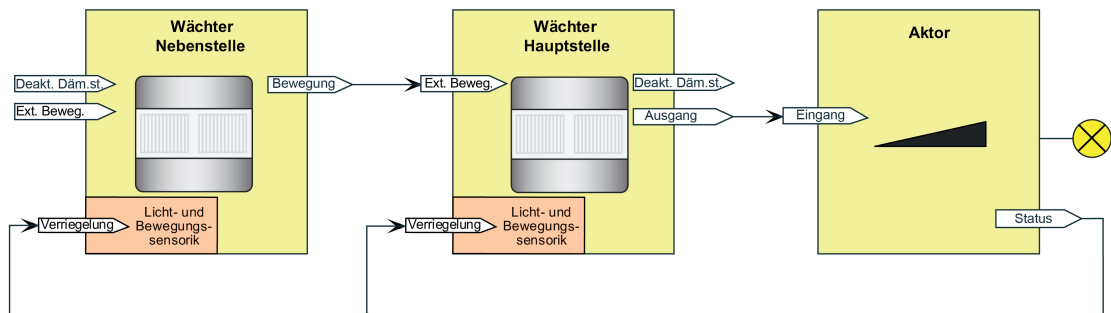 Wächter
Nebenstelle
Deakt. Däm.st.
Ext. Beweg.
Bewegung
Verriegelung
Licht- und
Bewegungs-
sensorik
Wächter
Hauptstelle
Ext. Beweg.
Deakt. Däm.st.
Ausgang
Verriegelung
Licht- und
Bewegungs-
sensorik
Aktor
Eingang
Status